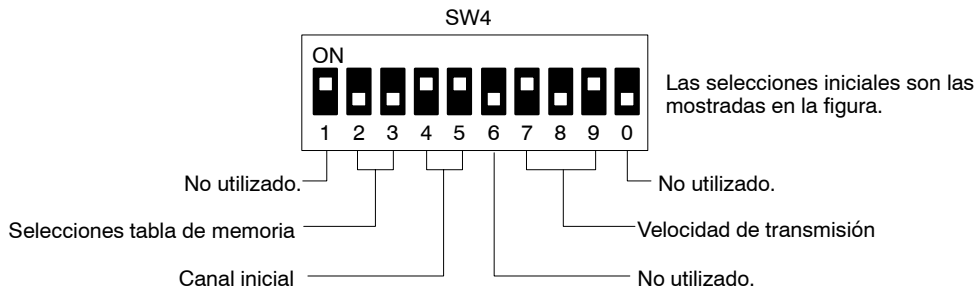 SW4
ON
1 2 3 4 5 6 7 8 9 0
Las selecciones iniciales son las
mostradas en la figura.
No utilizado.
No utilizado.
Selecciones tabla de memoria
Velocidad de transmisión
Canal inicial
No utilizado.